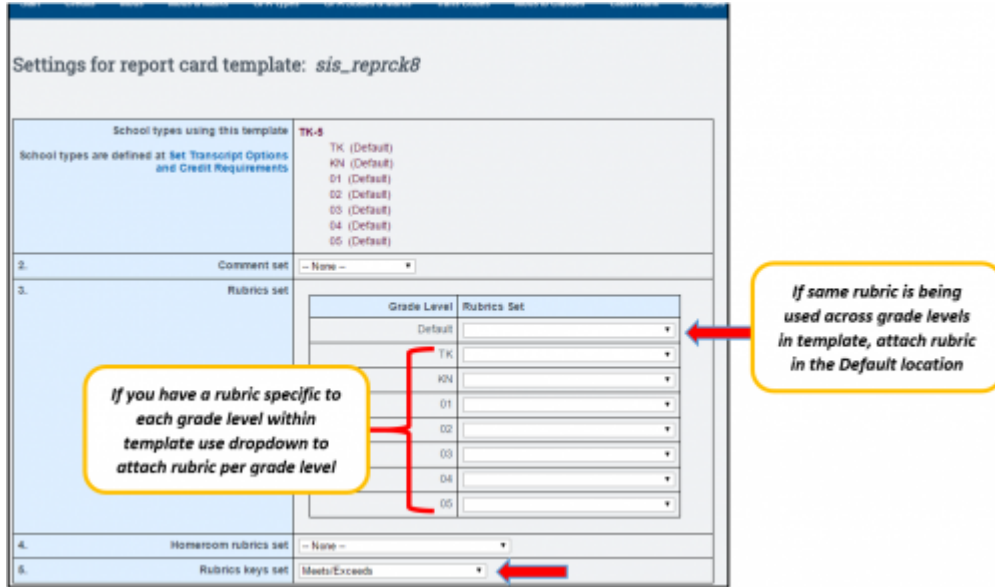 Settings for report card template: sis_reprck8
School types using this template
School types are defined at Set Transcript Options
and Credit Requirements
TK-5
TK (Default)
KN (Default)
01 (Default)
02 (Default)
03 (Default)
04 (Default)
05 (Default)
2. Comment set -- None --
3. Rubrics set
Grade Level Rubrics Set
Default
TK
KN
01
02
03
04
05
If same rubric is being
used across grade levels
in template, attach rubric
in the Default location
If you have a rubric specific to
each grade level within
template use dropdown to
attach rubric per grade level
4. Homeroom rubrics set -- None --
5. Rubrics keys set Meets/Exceeds